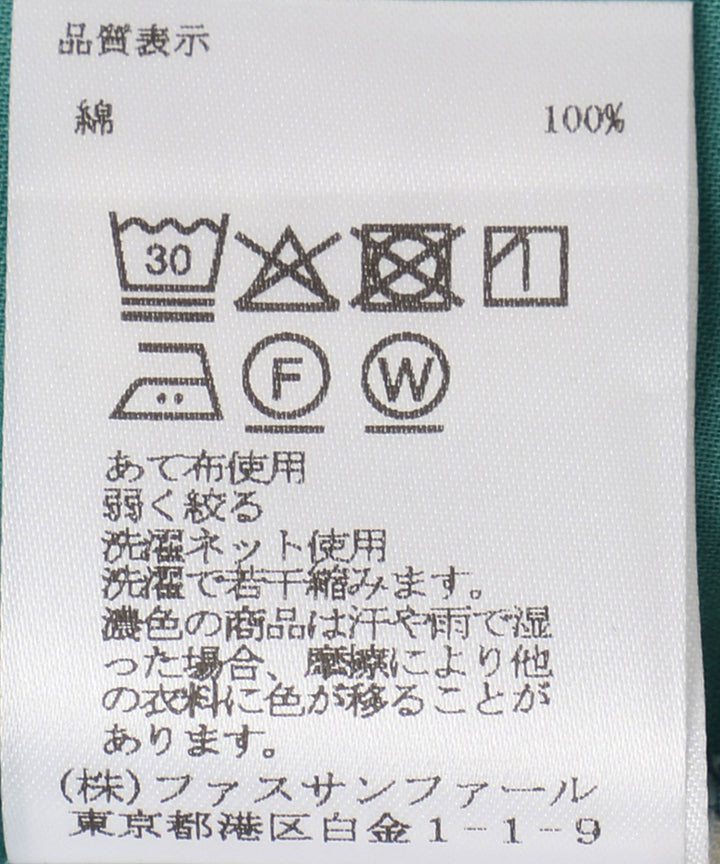 品質表示
綿 100%
30
F W
あて布使用
弱く絞る
洗濯ネット使用
洗濯で若干縮みます。
濃色の商品は汗や雨で湿
った場合、摩擦により他
の衣料に色が移ることが
あります。
(株)ファスサンファール
東京都港区白金1-1-9